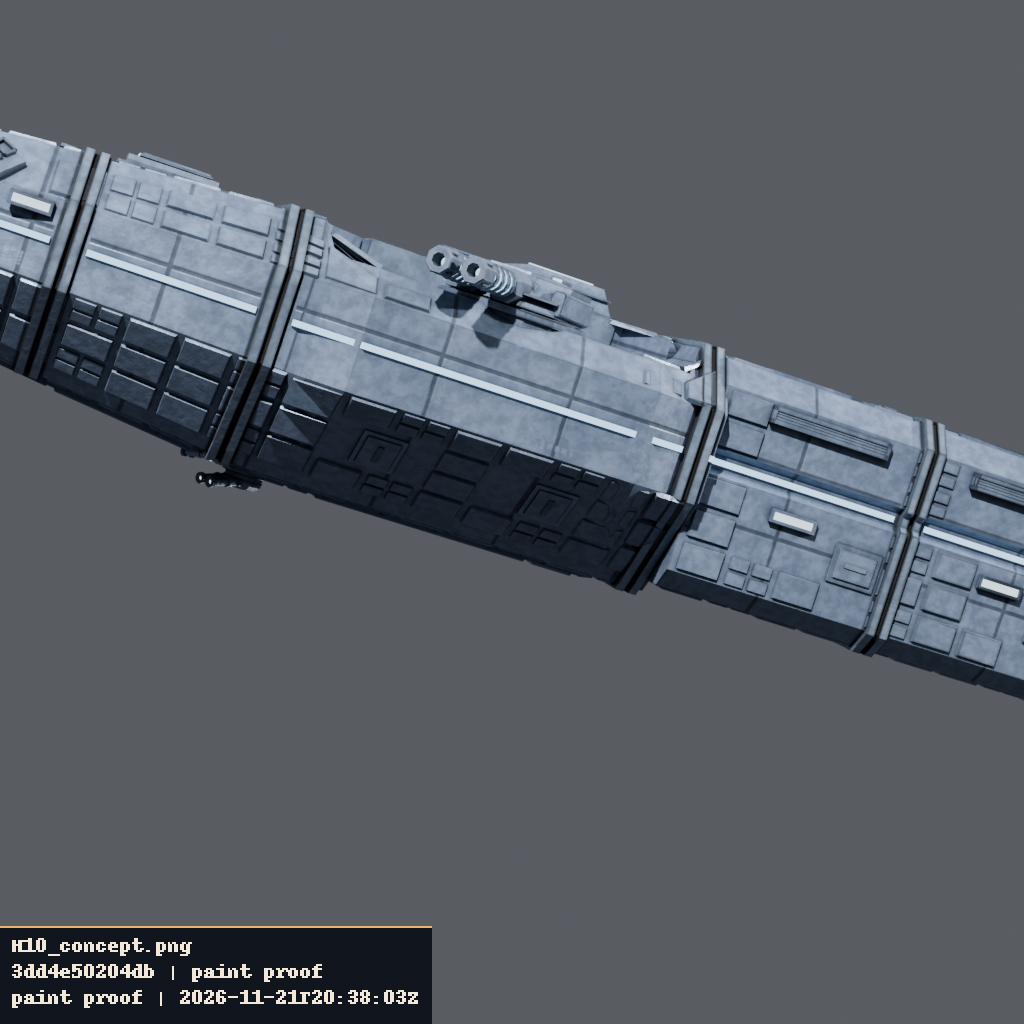 H10_concept.png
3dd4e50204db | paint proof
paint proof | 2026-11-21T20:38:03Z